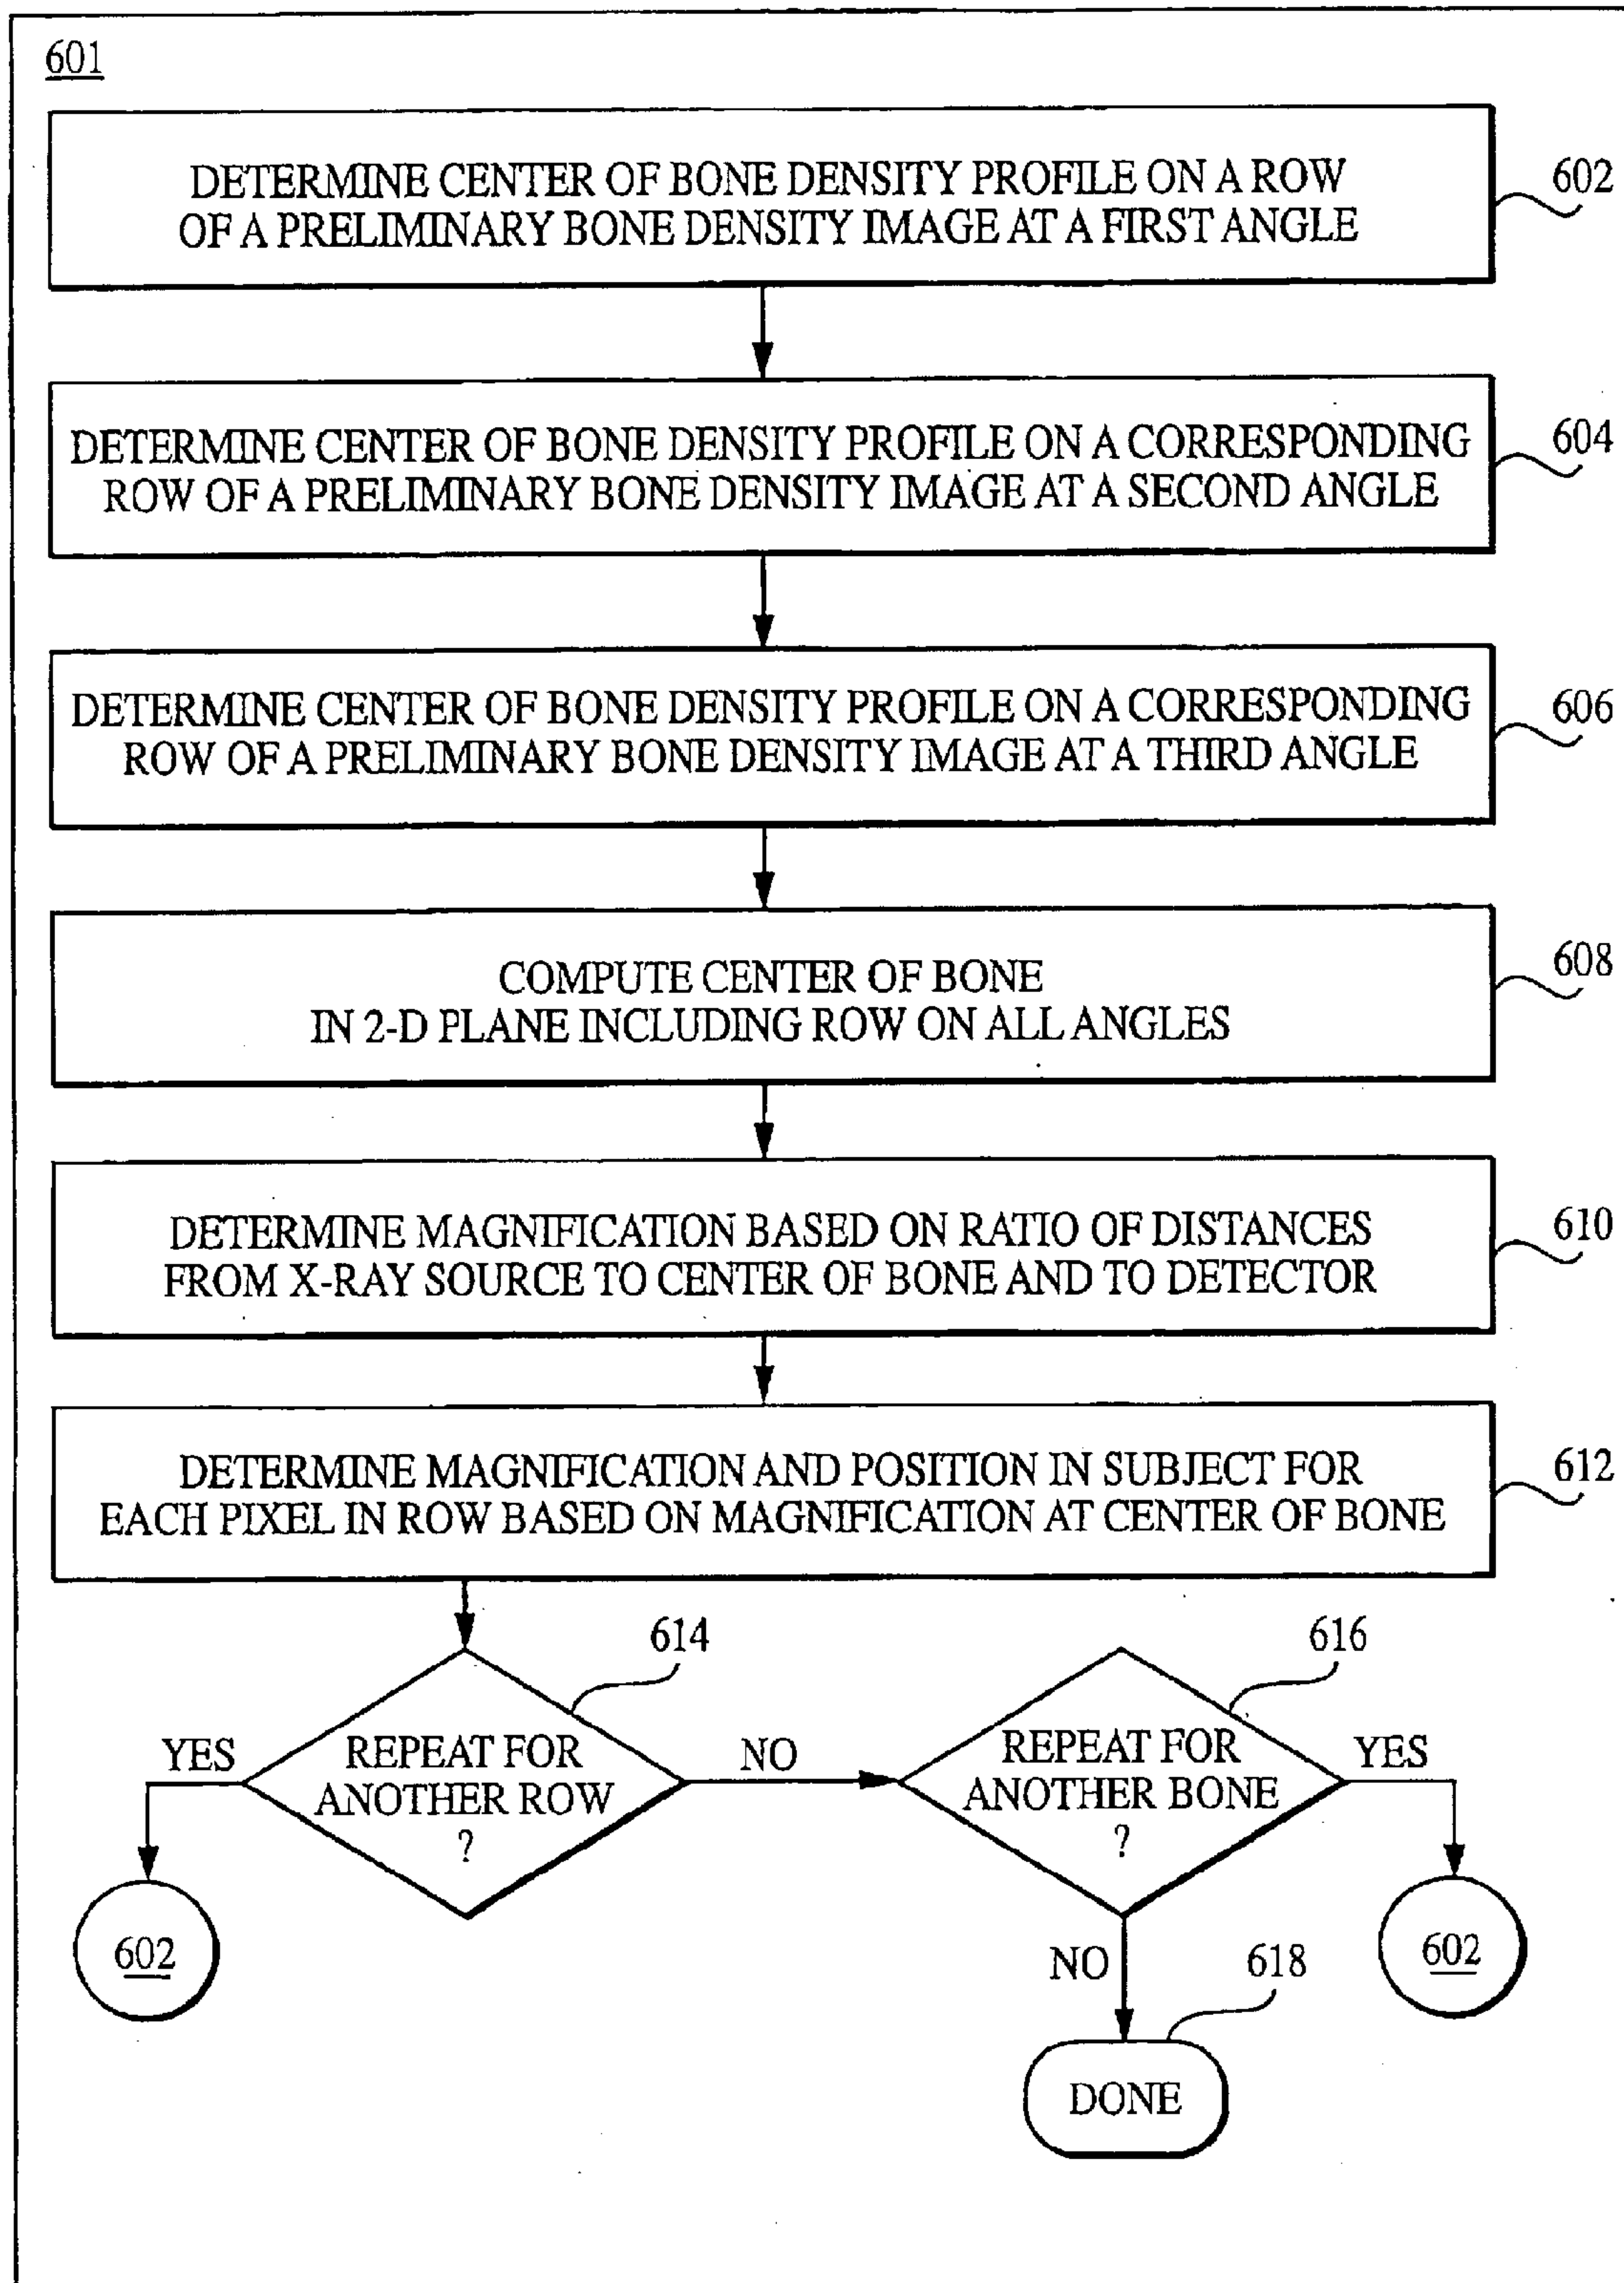 601
DETERMINE CENTER OF BONE DENSITY PROFILE ON A ROW
OF A PRELIMINARY BONE DENSITY IMAGE AT A FIRST ANGLE
602
DETERMINE CENTER OF BONE DENSITY PROFILE ON A CORRESPONDING
ROW OF A PRELIMINARY BONE DENSITY IMAGE AT A SECOND ANGLE
604
DETERMINE CENTER OF BONE DENSITY PROFILE ON A CORRESPONDING
ROW OF A PRELIMINARY BONE DENSITY IMAGE AT A THIRD ANGLE
606
COMPUTE CENTER OF BONE
IN 2-D PLANE INCLUDING ROW ON ALL ANGLES
608
DETERMINE MAGNIFICATION BASED ON RATIO OF DISTANCES
FROM X-RAY SOURCE TO CENTER OF BONE AND TO DETECTOR
610
DETERMINE MAGNIFICATION AND POSITION IN SUBJECT FOR
EACH PIXEL IN ROW BASED ON MAGNIFICATION AT CENTER OF BONE
612
614
REPEAT FOR
ANOTHER ROW
?
YES
602
NO
616
REPEAT FOR
ANOTHER BONE
?
YES
602
NO
618
DONE